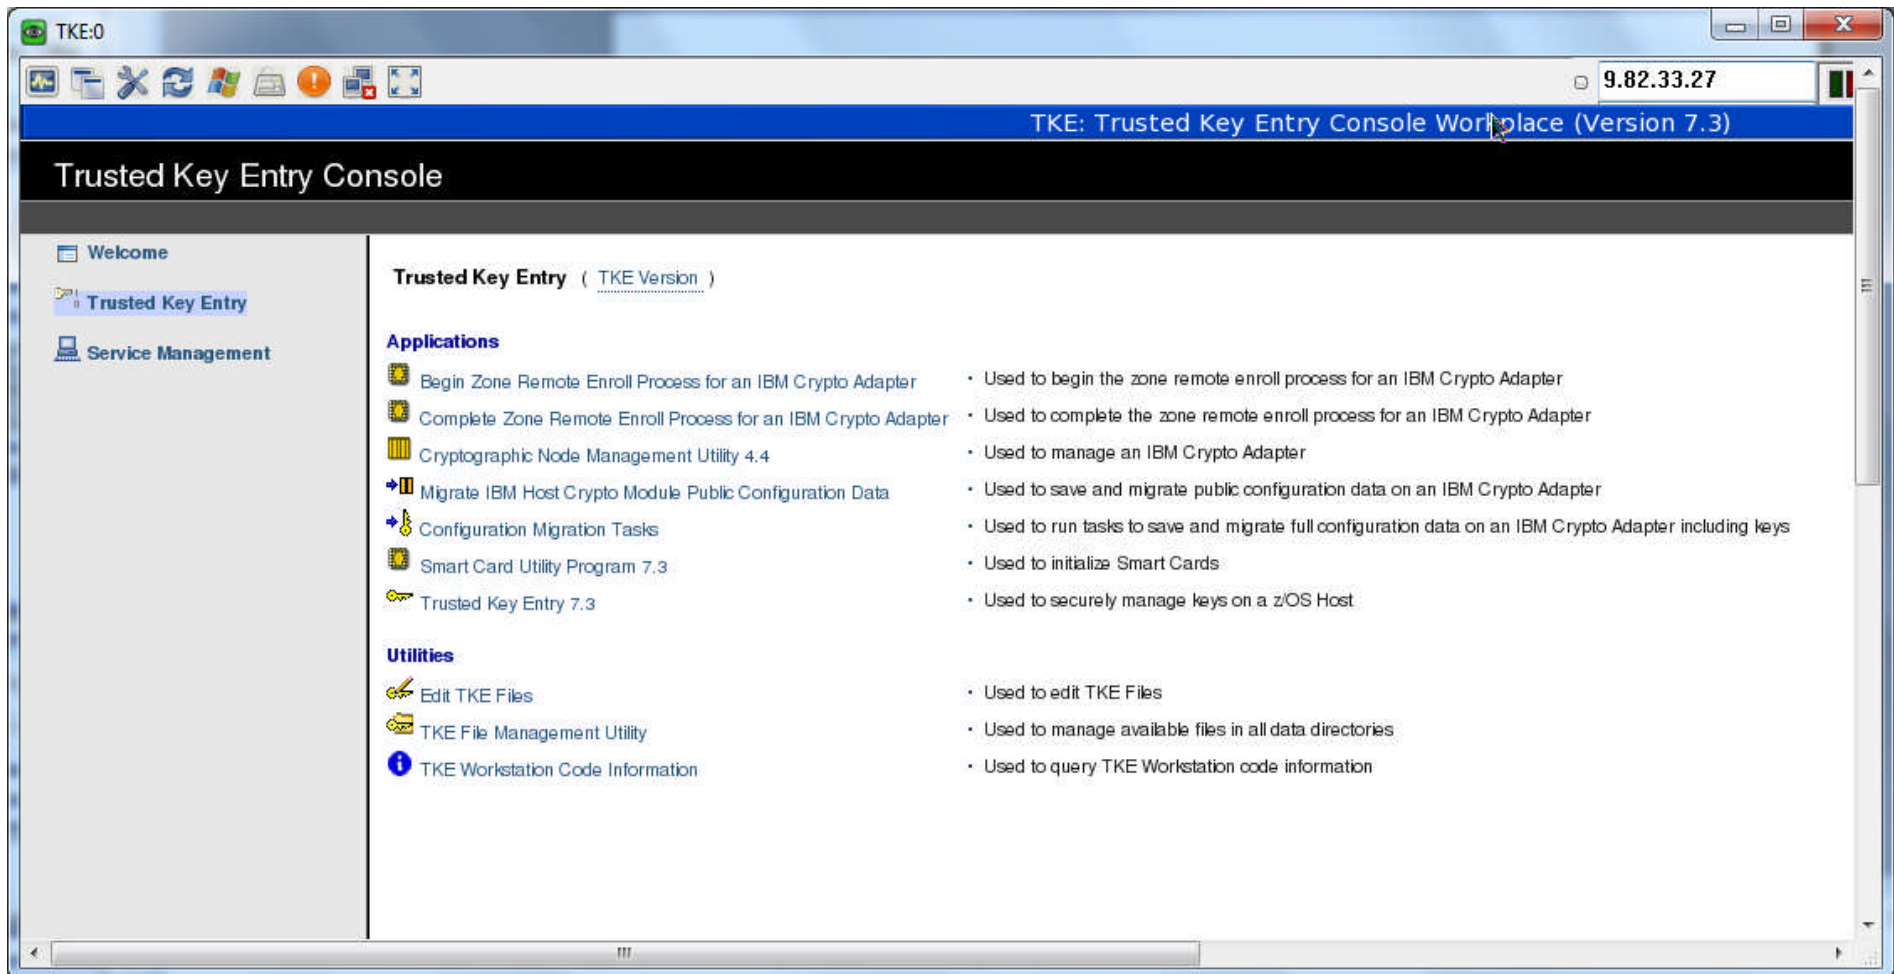 TKE:0
9.82.33.27
TKE: Trusted Key Entry Console Workplace (Version 7.3)
Trusted Key Entry Console
Welcome
Trusted Key Entry
Service Management
Trusted Key Entry ( TKE Version )
Applications
Begin Zone Remote Enroll Process for an IBM Crypto Adapter · Used to begin the zone remote enroll process for an IBM Crypto Adapter
Complete Zone Remote Enroll Process for an IBM Crypto Adapter · Used to complete the zone remote enroll process for an IBM Crypto Adapter
Cryptographic Node Management Utility 4.4 · Used to manage an IBM Crypto Adapter
Migrate IBM Host Crypto Module Public Configuration Data · Used to save and migrate public configuration data on an IBM Crypto Adapter
Configuration Migration Tasks · Used to run tasks to save and migrate full configuration data on an IBM Crypto Adapter including keys
Smart Card Utility Program 7.3 · Used to initialize Smart Cards
Trusted Key Entry 7.3 · Used to securely manage keys on a z/OS Host
Utilities
Edit TKE Files · Used to edit TKE Files
TKE File Management Utility · Used to manage available files in all data directories
TKE Workstation Code Information · Used to query TKE Workstation code information